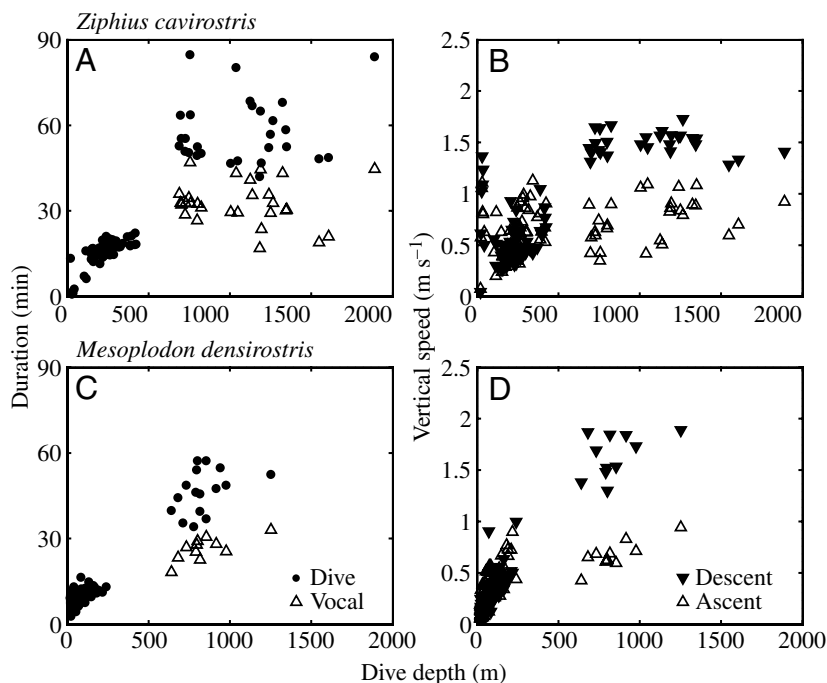 Ziphius cavirostris
A
B
90
60
30
0
0 500 1000 1500 2000
2.5
2
1.5
1
0.5
0
0 500 1000 1500 2000
Duration (min)
Vertical speed (m s⁻¹)
Mesoplodon densirostris
C
D
90
60
30
0
0 500 1000 1500 2000
Dive
Vocal
2.5
2
1.5
1
0.5
0
0 500 1000 1500 2000
Descent
Ascent
Dive depth (m)